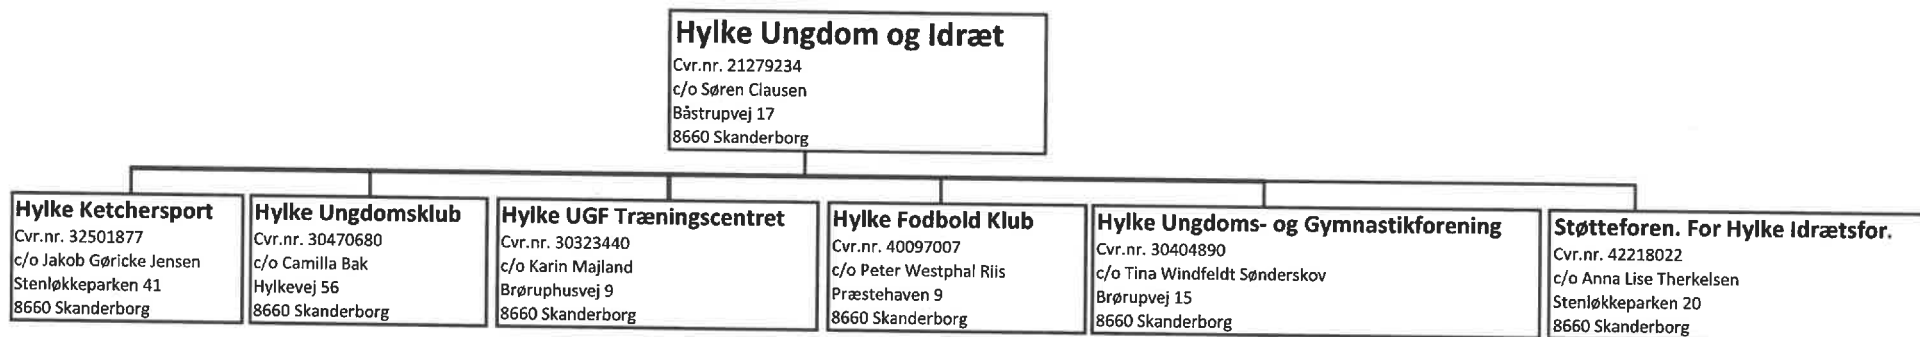 Hylke Ungdom og Idræt
Cvr.nr. 21279234
c/o Søren Clausen
Båstrupvej 17
8660 Skanderborg
Hylke Ketchersport
Cvr.nr. 32501877
c/o Jakob Gøricke Jensen
Stenløkkeparken 41
8660 Skanderborg
Hylke Ungdomsklub
Cvr.nr. 30470680
c/o Camilla Bak
Hylkevej 56
8660 Skanderborg
Hylke UGF Træningscentret
Cvr.nr. 30323440
c/o Karin Majland
Brøruphusvej 9
8660 Skanderborg
Hylke Fodbold Klub
Cvr.nr. 40097007
c/o Peter Westphal Riis
Præstehaven 9
8660 Skanderborg
Hylke Ungdoms- og Gymnastikforening
Cvr.nr. 30404890
c/o Tina Windfeldt Sønderskov
Brørupvej 15
8660 Skanderborg
Støtteforen. For Hylke Idrætsfor.
Cvr.nr. 42218022
c/o Anna Lise Therkelsen
Stenløkkeparken 20
8660 Skanderborg